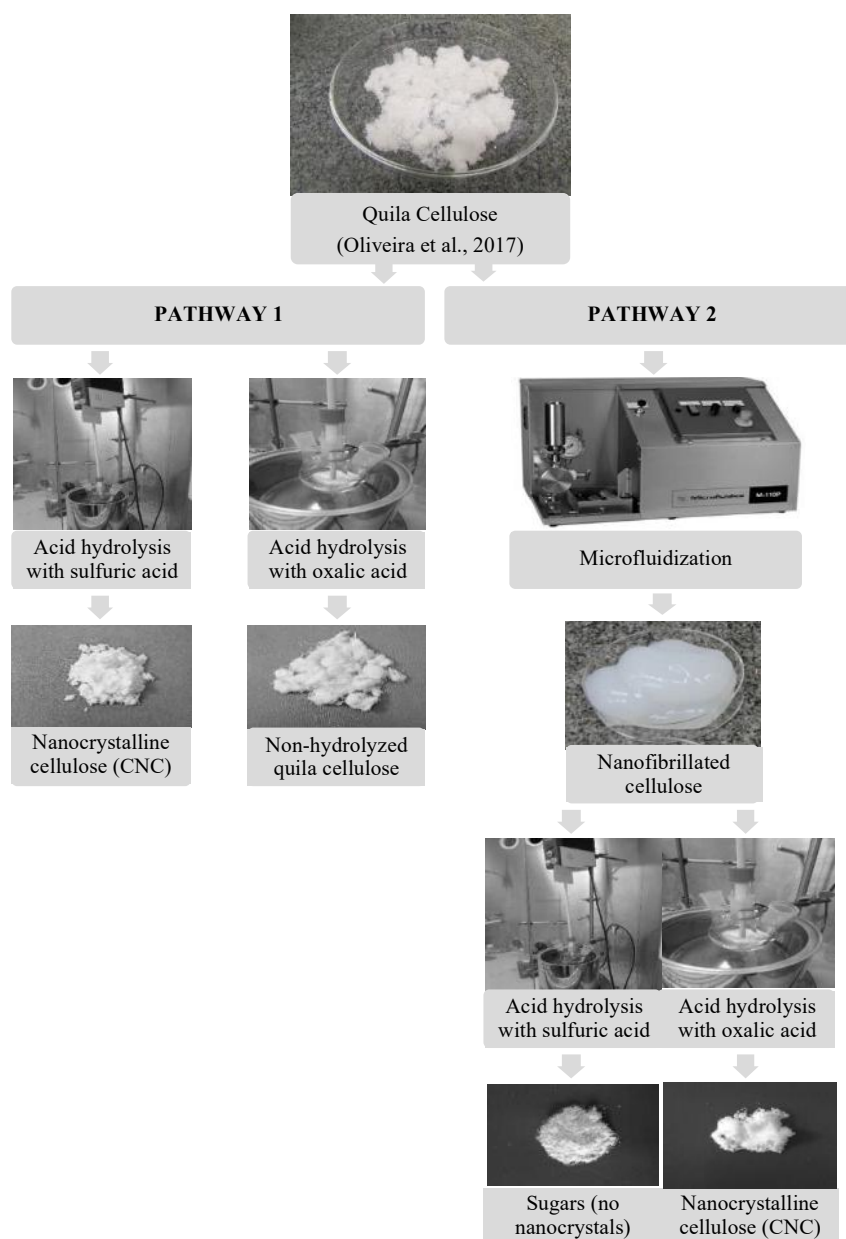 Quila Cellulose
(Oliveira et al., 2017)
PATHWAY 1
PATHWAY 2
Acid hydrolysis
with sulfuric acid
Acid hydrolysis
with oxalic acid
Microfluidics
M-110P
Microfluidization
Nanocrystalline
cellulose (CNC)
Non-hydrolyzed
quila cellulose
Nanofibrillated
cellulose
Acid hydrolysis
with sulfuric acid
Acid hydrolysis
with oxalic acid
Sugars (no
nanocrystals)
Nanocrystalline
cellulose (CNC)